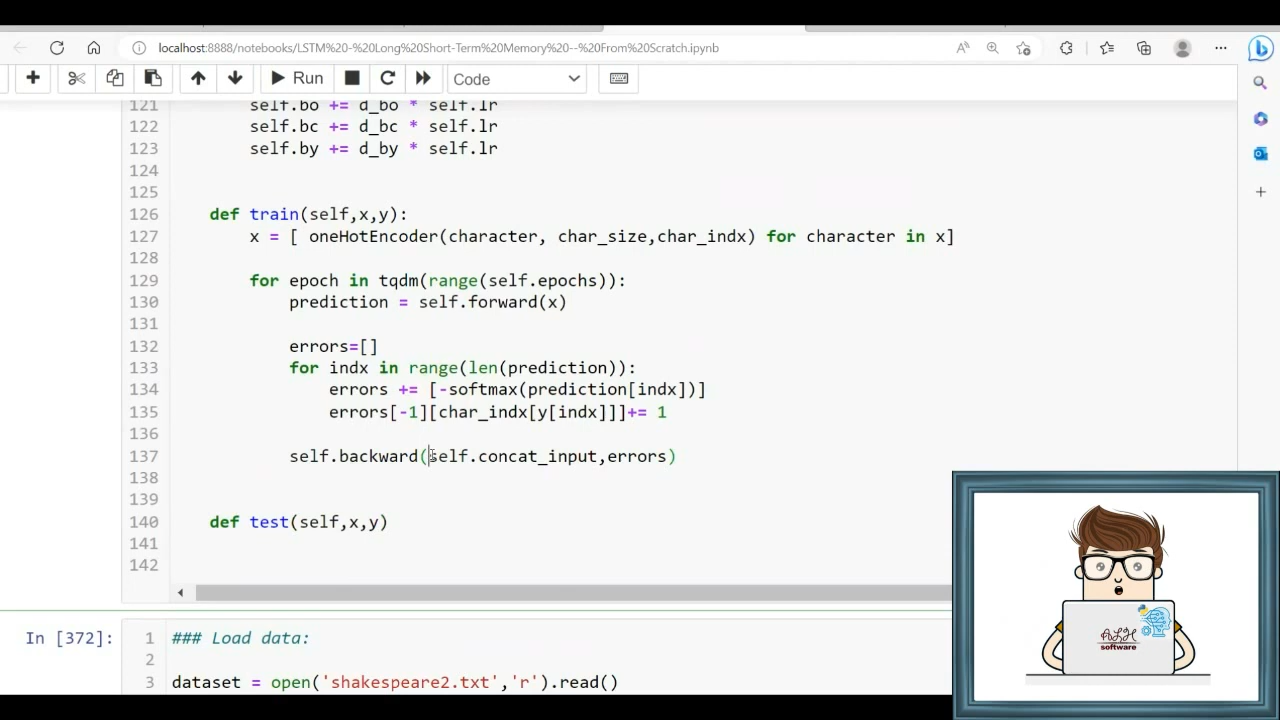 localhost:8888/notebooks/LSTM%20-%20Long%20Short-Term%20Memory%20--%20From%20Scratch.ipynb
Run
Code
121 self.bo += d_bo * self.lr
122 self.bc += d_bc * self.lr
123 self.by += d_by * self.lr
124
125
126 def train(self,x,y):
127 x = [ oneHotEncoder(character, char_size,char_indx) for character in x]
128
129 for epoch in tqdm(range(self.epochs)):
130 prediction = self.forward(x)
131
132 errors=[]
133 for indx in range(len(prediction)):
134 errors += [-softmax(prediction[indx])]
135 errors[-1][char_indx[y[indx]]]+= 1
136
137 self.backward(self.concat_input,errors)
138
139
140 def test(self,x,y)
141
142
In [372]:
1 ### Load data:
2
3 dataset = open('shakespeare2.txt','r').read()
ALH
software